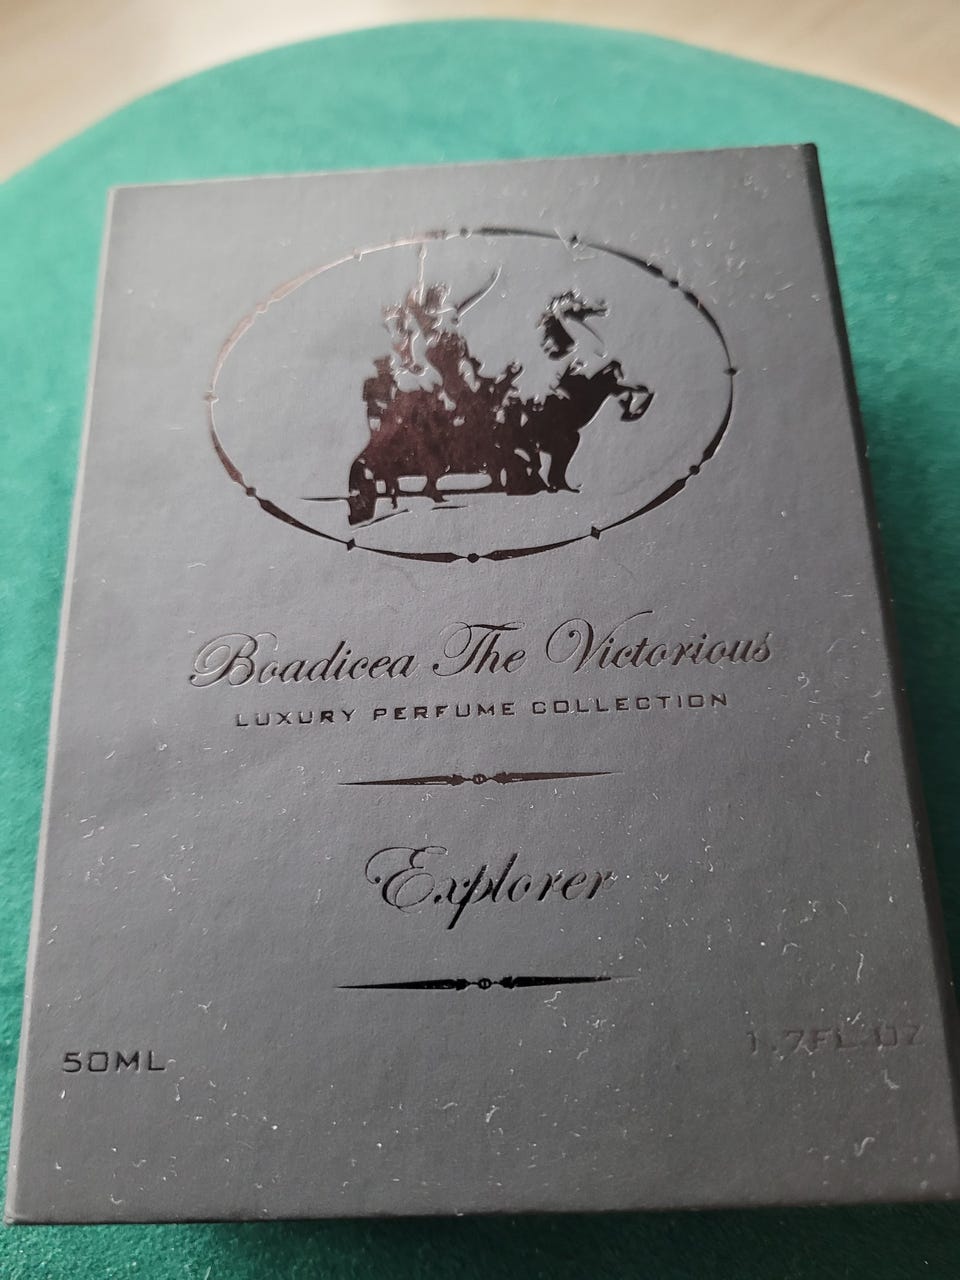 Boadicea The Victorious
LUXURY PERFUME COLLECTION
Explorer
50ML
1.7FL.OZ